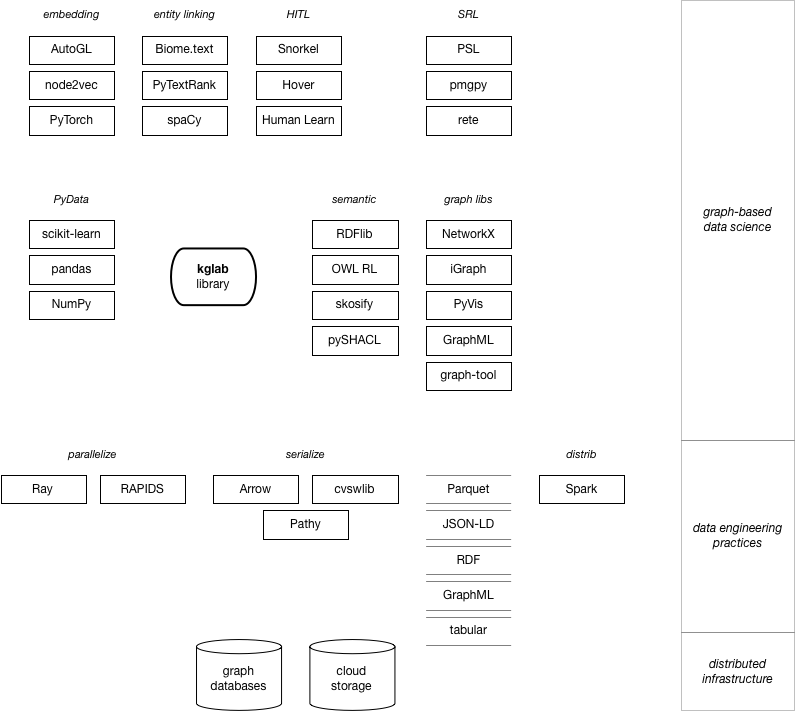 embedding
entity linking
HITL
SRL
AutoGL
Biome.text
Snorkel
PSL
node2vec
PyTextRank
Hover
pmgpy
PyTorch
spaCy
Human Learn
rete
PyData
semantic
graph libs
graph-based
data science
scikit-learn
RDFlib
NetworkX
kglab
library
pandas
OWL RL
iGraph
NumPy
skosify
PyVis
pySHACL
GraphML
graph-tool
parallelize
serialize
distrib
Ray
RAPIDS
Arrow
cvswlib
Parquet
Spark
Pathy
JSON-LD
data engineering
practices
RDF
GraphML
tabular
graph
databases
cloud
storage
distributed
infrastructure